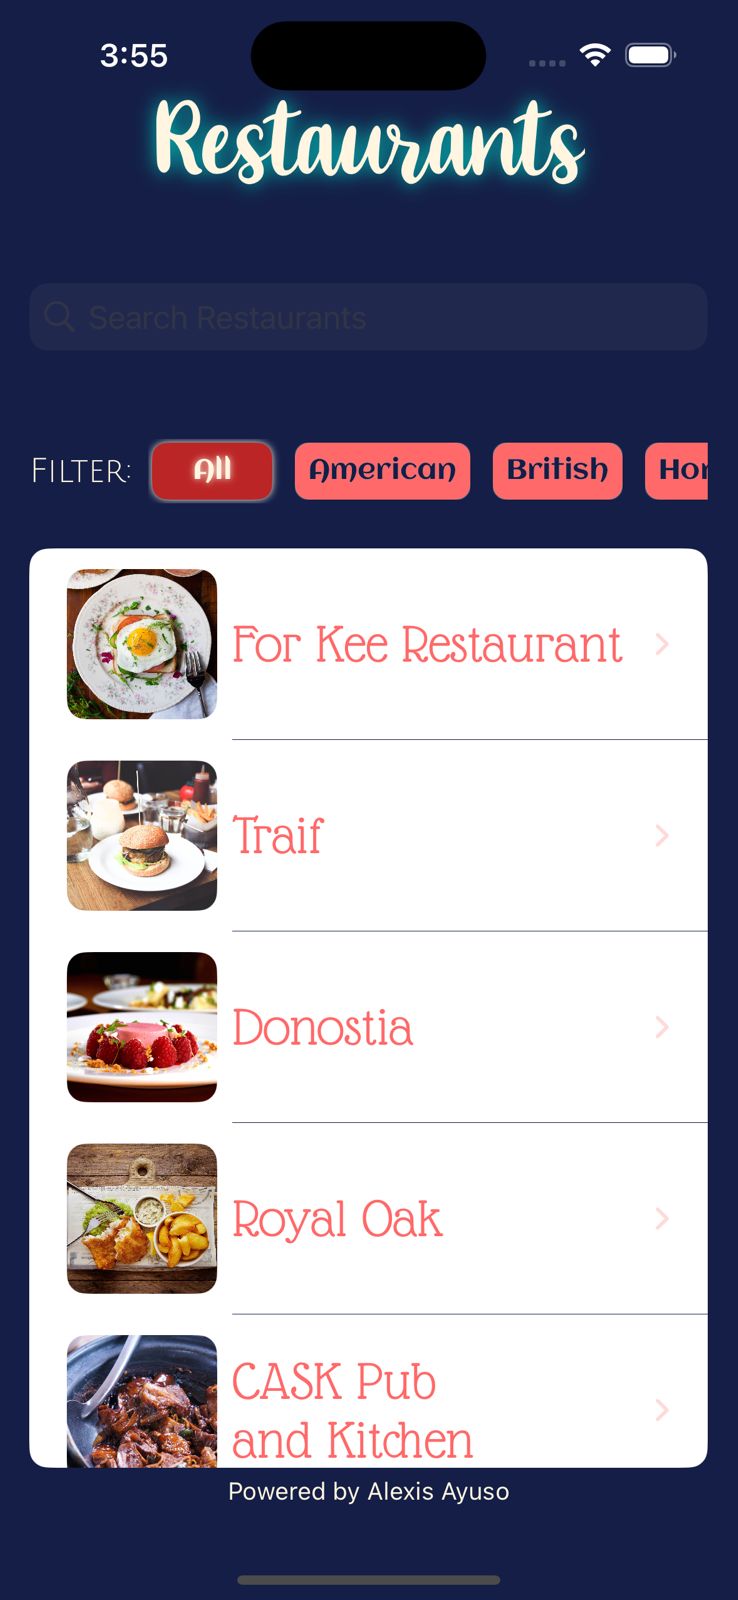 3:55
Restaurants
Search Restaurants
Filter:
All
American
British
For Kee Restaurant
Traif
Donostia
Royal Oak
CASK Pub
and Kitchen
Powered by Alexis Ayuso